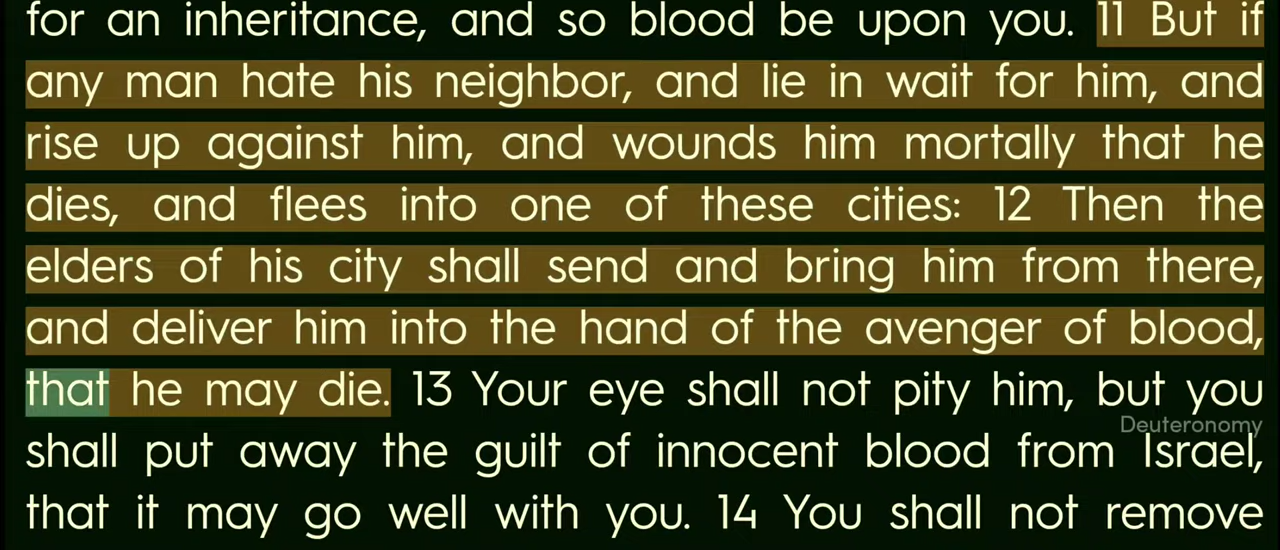 for an inheritance, and so blood be upon you. 11 But if
any man hate his neighbor, and lie in wait for him, and
rise up against him, and wounds him mortally that he
dies, and flees into one of these cities: 12 Then the
elders of his city shall send and bring him from there,
and deliver him into the hand of the avenger of blood,
that he may die. 13 Your eye shall not pity him, but you
Deuteronomy
shall put away the guilt of innocent blood from Israel,
that it may go well with you. 14 You shall not remove